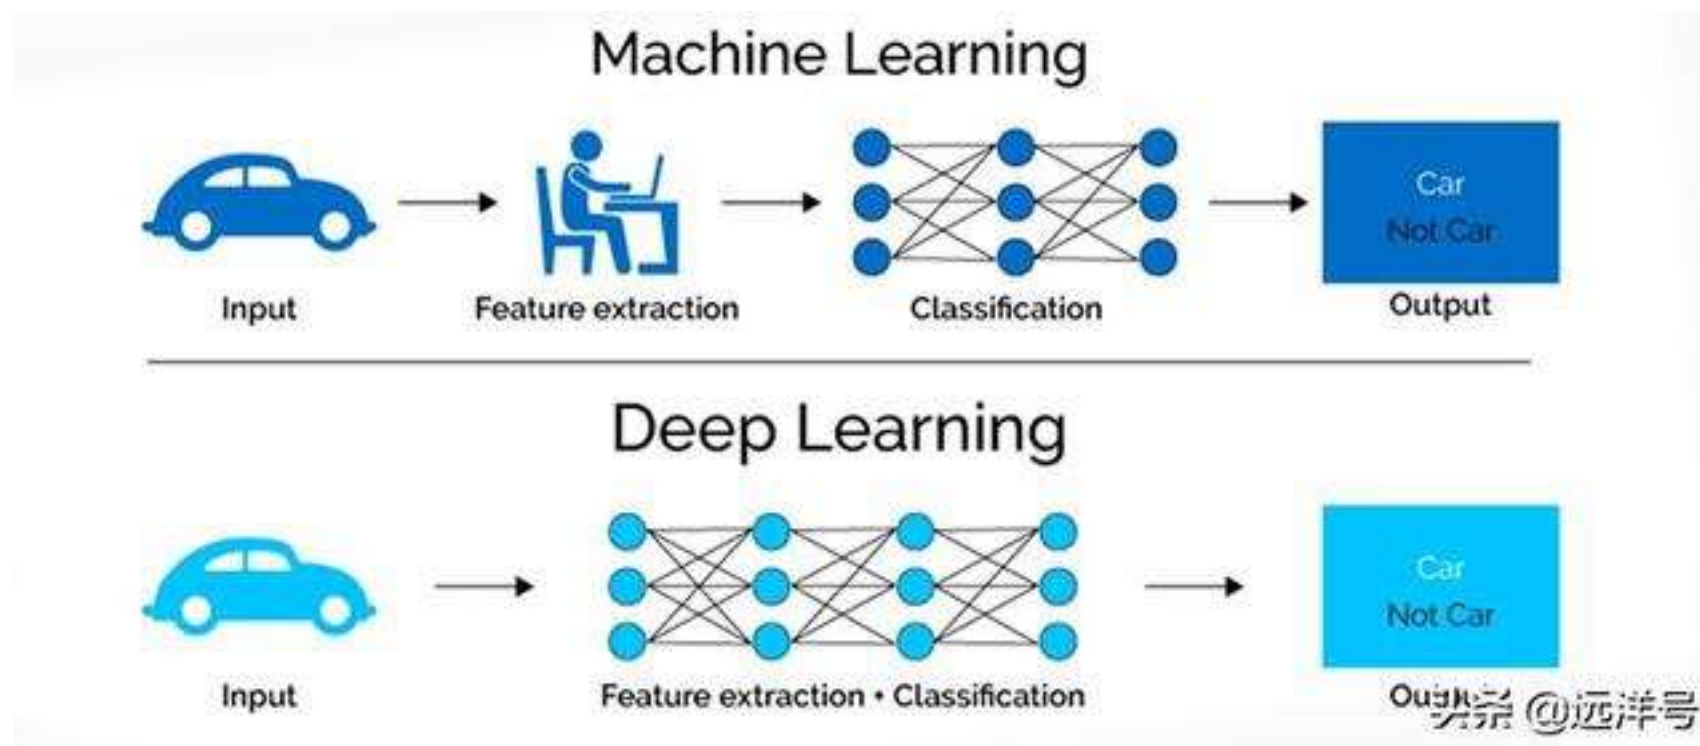 Machine Learning
Car
Not Car
Input
Feature extraction
Classification
Output
Deep Learning
Car
Not Car
Input
Feature extraction • Classification
头条 @远洋号